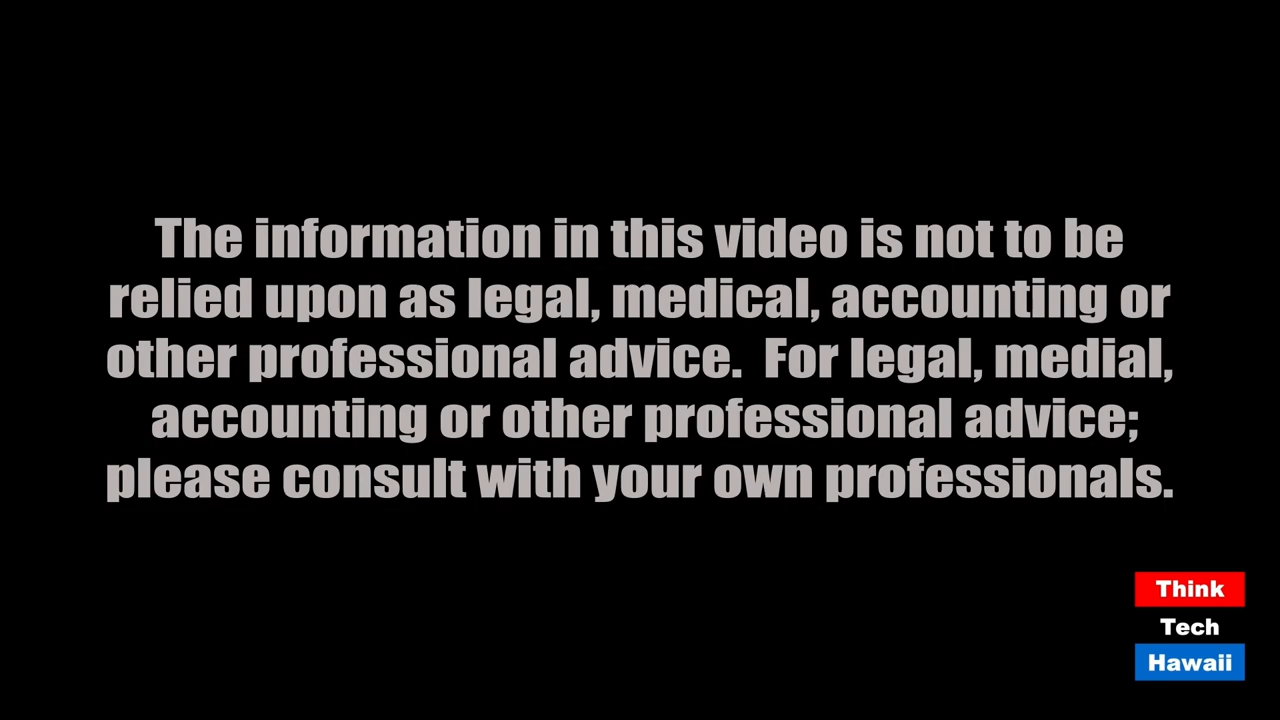 The information in this video is not to be
relied upon as legal, medical, accounting or
other professional advice.  For legal, medial,
accounting or other professional advice;
please consult with your own professionals.
Think
Tech
Hawaii